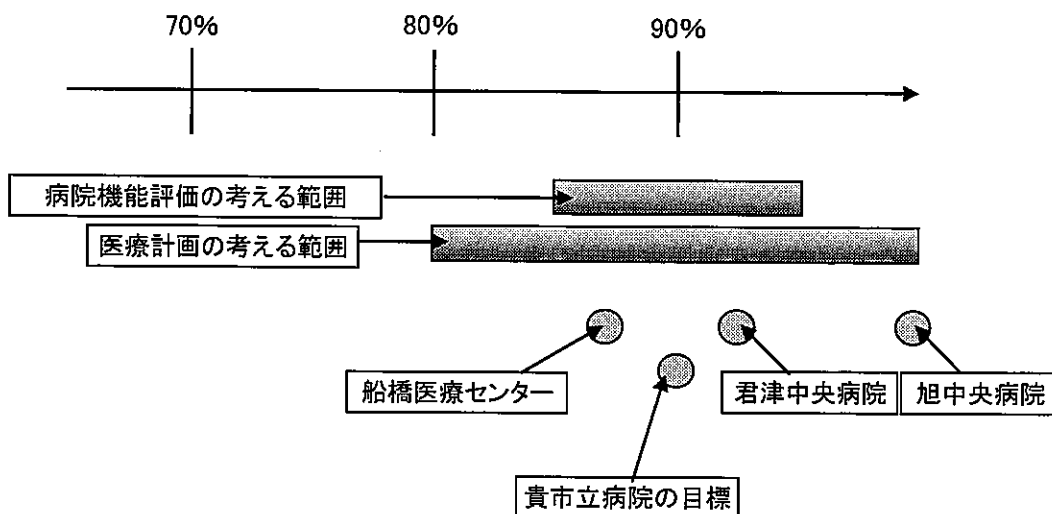 70%
80%
90%
病院機能評価の考える範囲
医療計画の考える範囲
船橋医療センター
君津中央病院
旭中央病院
貴市立病院の目標